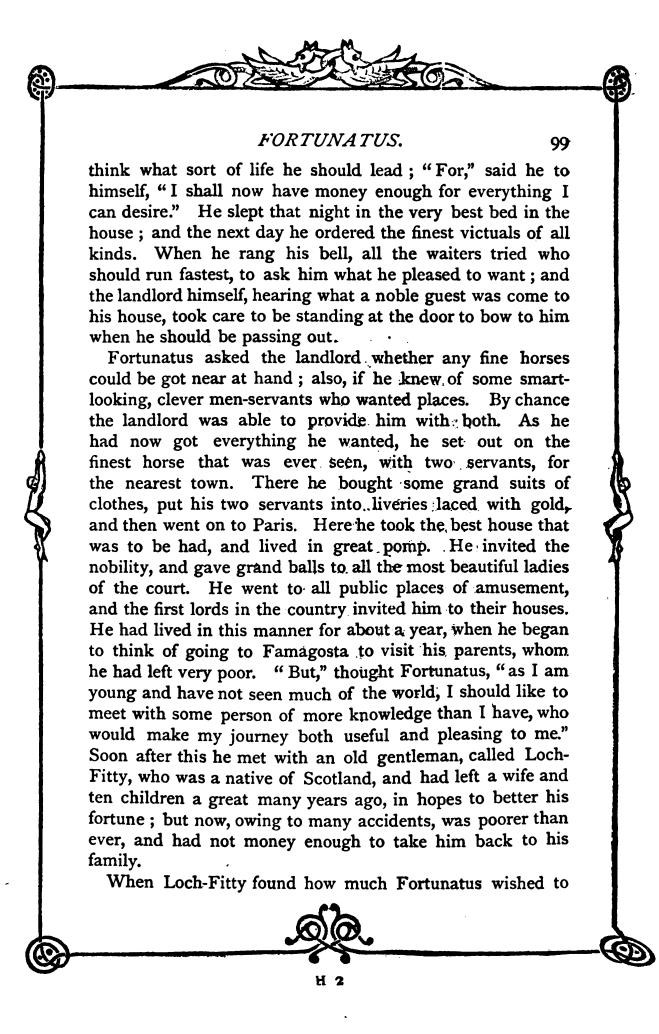 FORTUNATUS. 99
think what sort of life he should lead ; “For,” said he to
himself, “I shall now have money enough for everything I
can desire.” He slept that night in the very best bed in the
house ; and the next day he ordered the finest victuals of all
kinds. When he rang his bell, all the waiters tried who
should run fastest, to ask him what he pleased to want ; and
the landlord himself, hearing what a noble guest was come to
his house, took care to be standing at the door to bow to him
when he should be passing out.
Fortunatus asked the landlord whether any fine horses
could be got near at hand ; also, if he knew of some smart-
looking, clever men-servants who wanted places. By chance
the landlord was able to provide him with both. As he
had now got everything he wanted, he set out on the
finest horse that was ever seen, with two servants, for
the nearest town. There he bought some grand suits of
clothes, put his two servants into liveries laced with gold,
and then went on to Paris. Here he took the best house that
was to be had, and lived in great pomp. He invited the
nobility, and gave grand balls to all the most beautiful ladies
of the court. He went to all public places of amusement,
and the first lords in the country invited him to their houses.
He had lived in this manner for about a year, when he began
to think of going to Famagosta to visit his parents, whom
he had left very poor. “But,” thought Fortunatus, “as I am
young and have not seen much of the world, I should like to
meet with some person of more knowledge than I have, who
would make my journey both useful and pleasing to me.”
Soon after this he met with an old gentleman, called Loch-
Fitty, who was a native of Scotland, and had left a wife and
ten children a great many years ago, in hopes to better his
fortune ; but now, owing to many accidents, was poorer than
ever, and had not money enough to take him back to his
family.
When Loch-Fitty found how much Fortunatus wished to
H 2